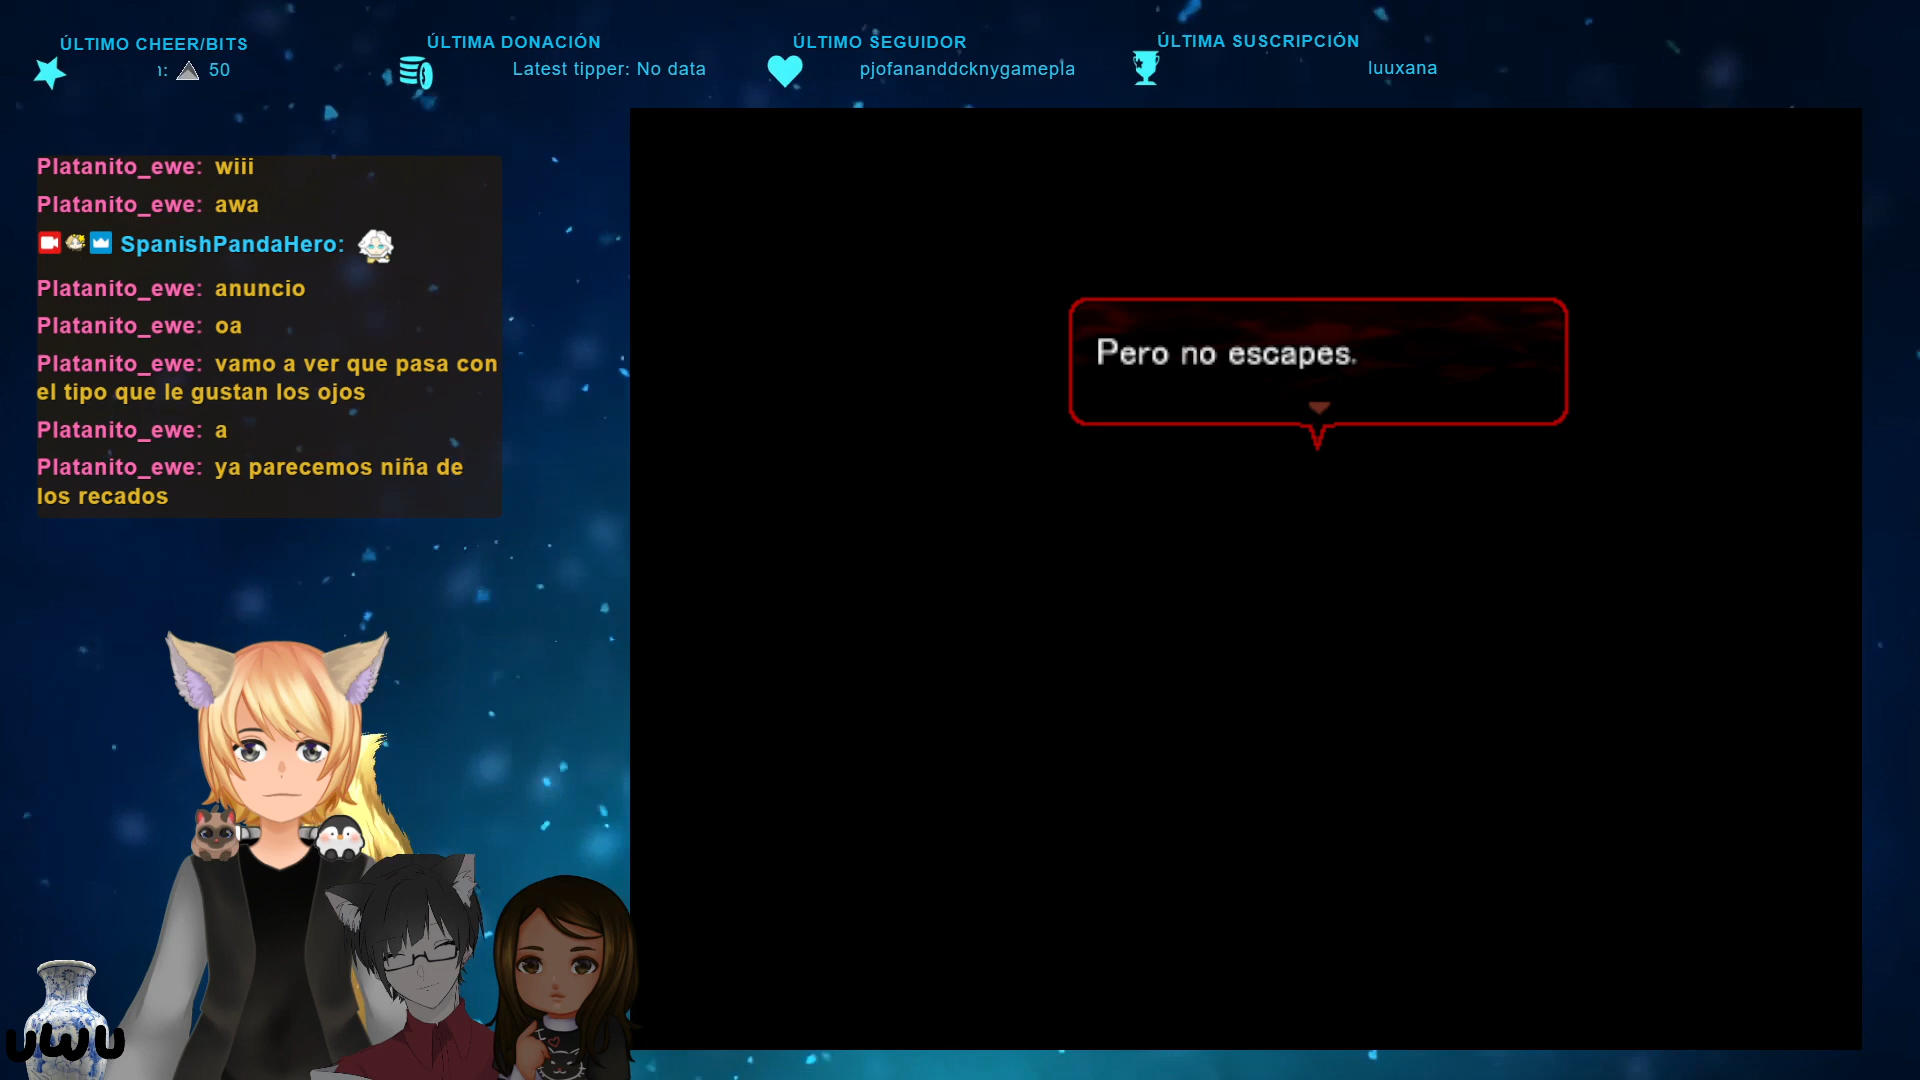 ÚLTIMO CHEER/BITS
ÚLTIMA DONACIÓN
ÚLTIMO SEGUIDOR
ÚLTIMA SUSCRIPCIÓN
50
Latest tipper: No data
pjofananddcknygamepla
luuxana
Platanito_ewe: wiii
Platanito_ewe: awa
SpanishPandaHero:
Platanito_ewe: anuncio
Platanito_ewe: oa
Platanito_ewe: vamo a ver que pasa con
el tipo que le gustan los ojos
Platanito_ewe: a
Platanito_ewe: ya parecemos niña de
los recados
Pero no escapes.
uwu